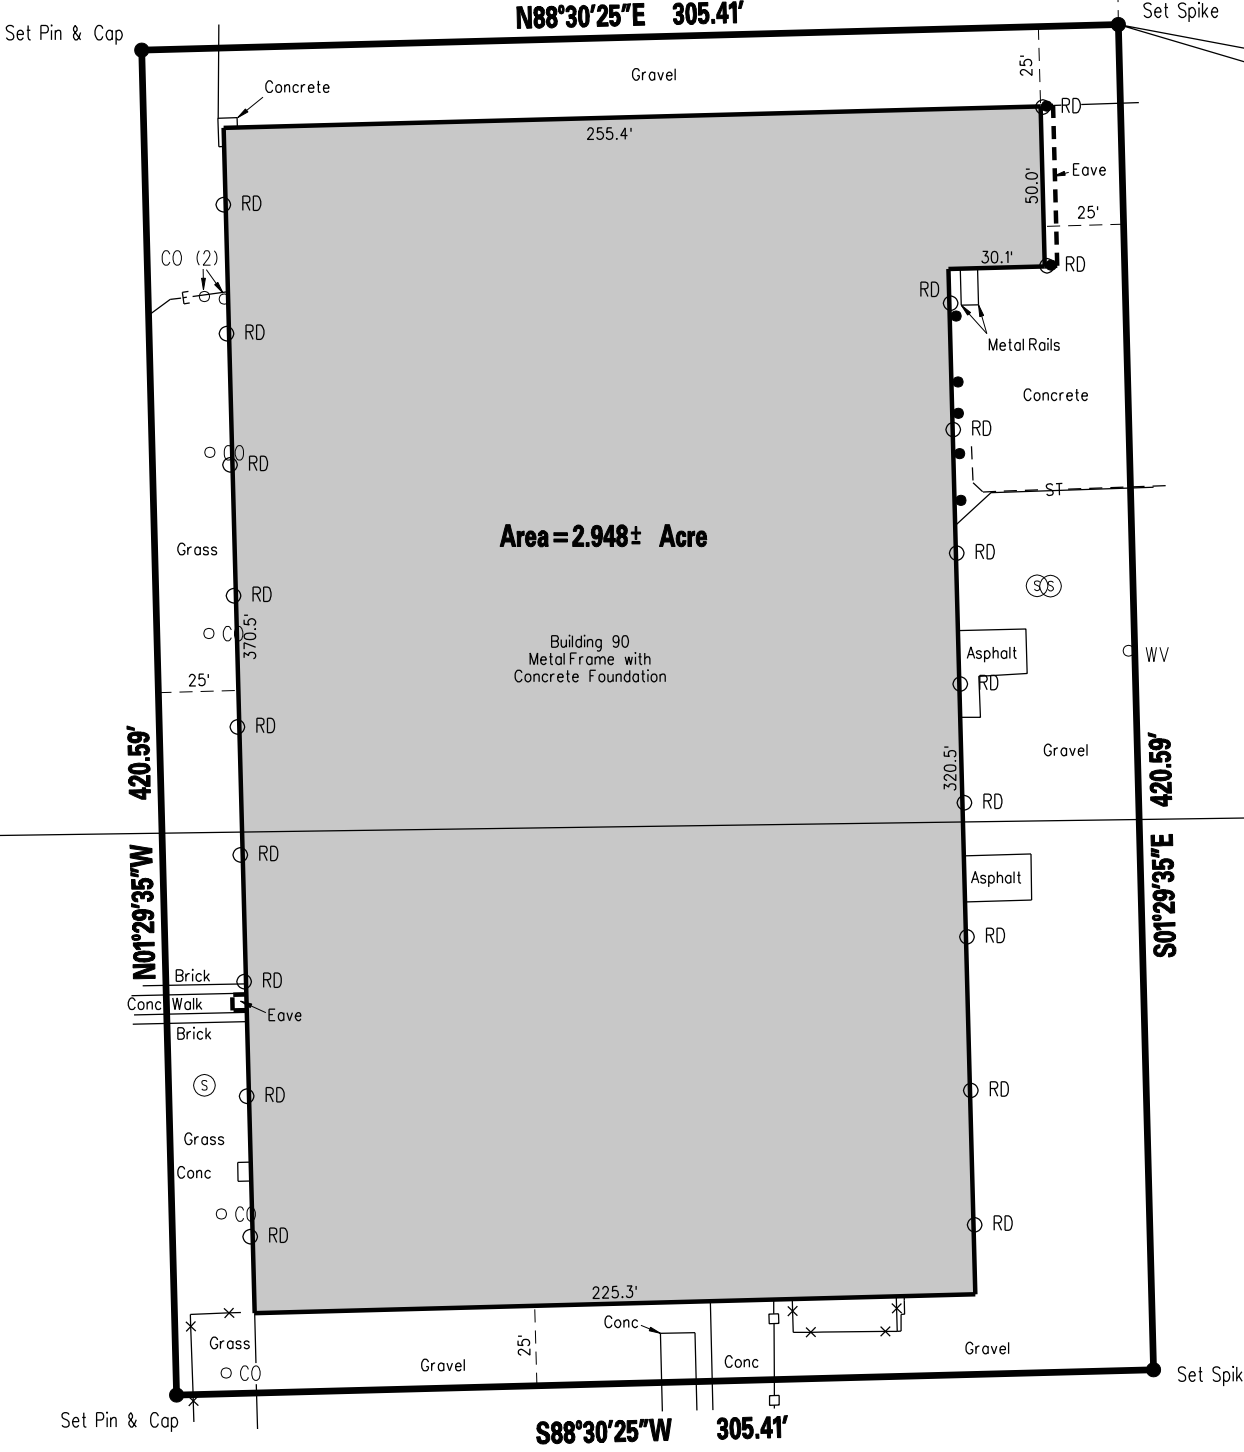 N88°30'25"E 305.41'
Set Spike
Set Pin & Cap
Gravel
25'
Concrete
RD
255.4'
Eave
50.0'
RD
25'
CO (2)
30.1'
RD
E
RD
RD
Metal Rails
Concrete
RD
CO
RD
ST
Area = 2.948± Acre
Grass
RD
S S
RD
CO
370.5'
Building 90
Metal Frame with
Concrete Foundation
Asphalt
WV
25'
RD
RD
420.59'
320.5'
Gravel
420.59'
RD
RD
N01°29'35"W
Asphalt
S01°29'35"E
RD
Brick
RD
Conc Walk
Eave
Brick
S
RD
RD
Grass
Conc
CO
RD
RD
225.3'
Conc
Grass
25'
Gravel
Conc
Gravel
CO
Set Spik
Set Pin & Cap
S88°30'25"W 305.41'